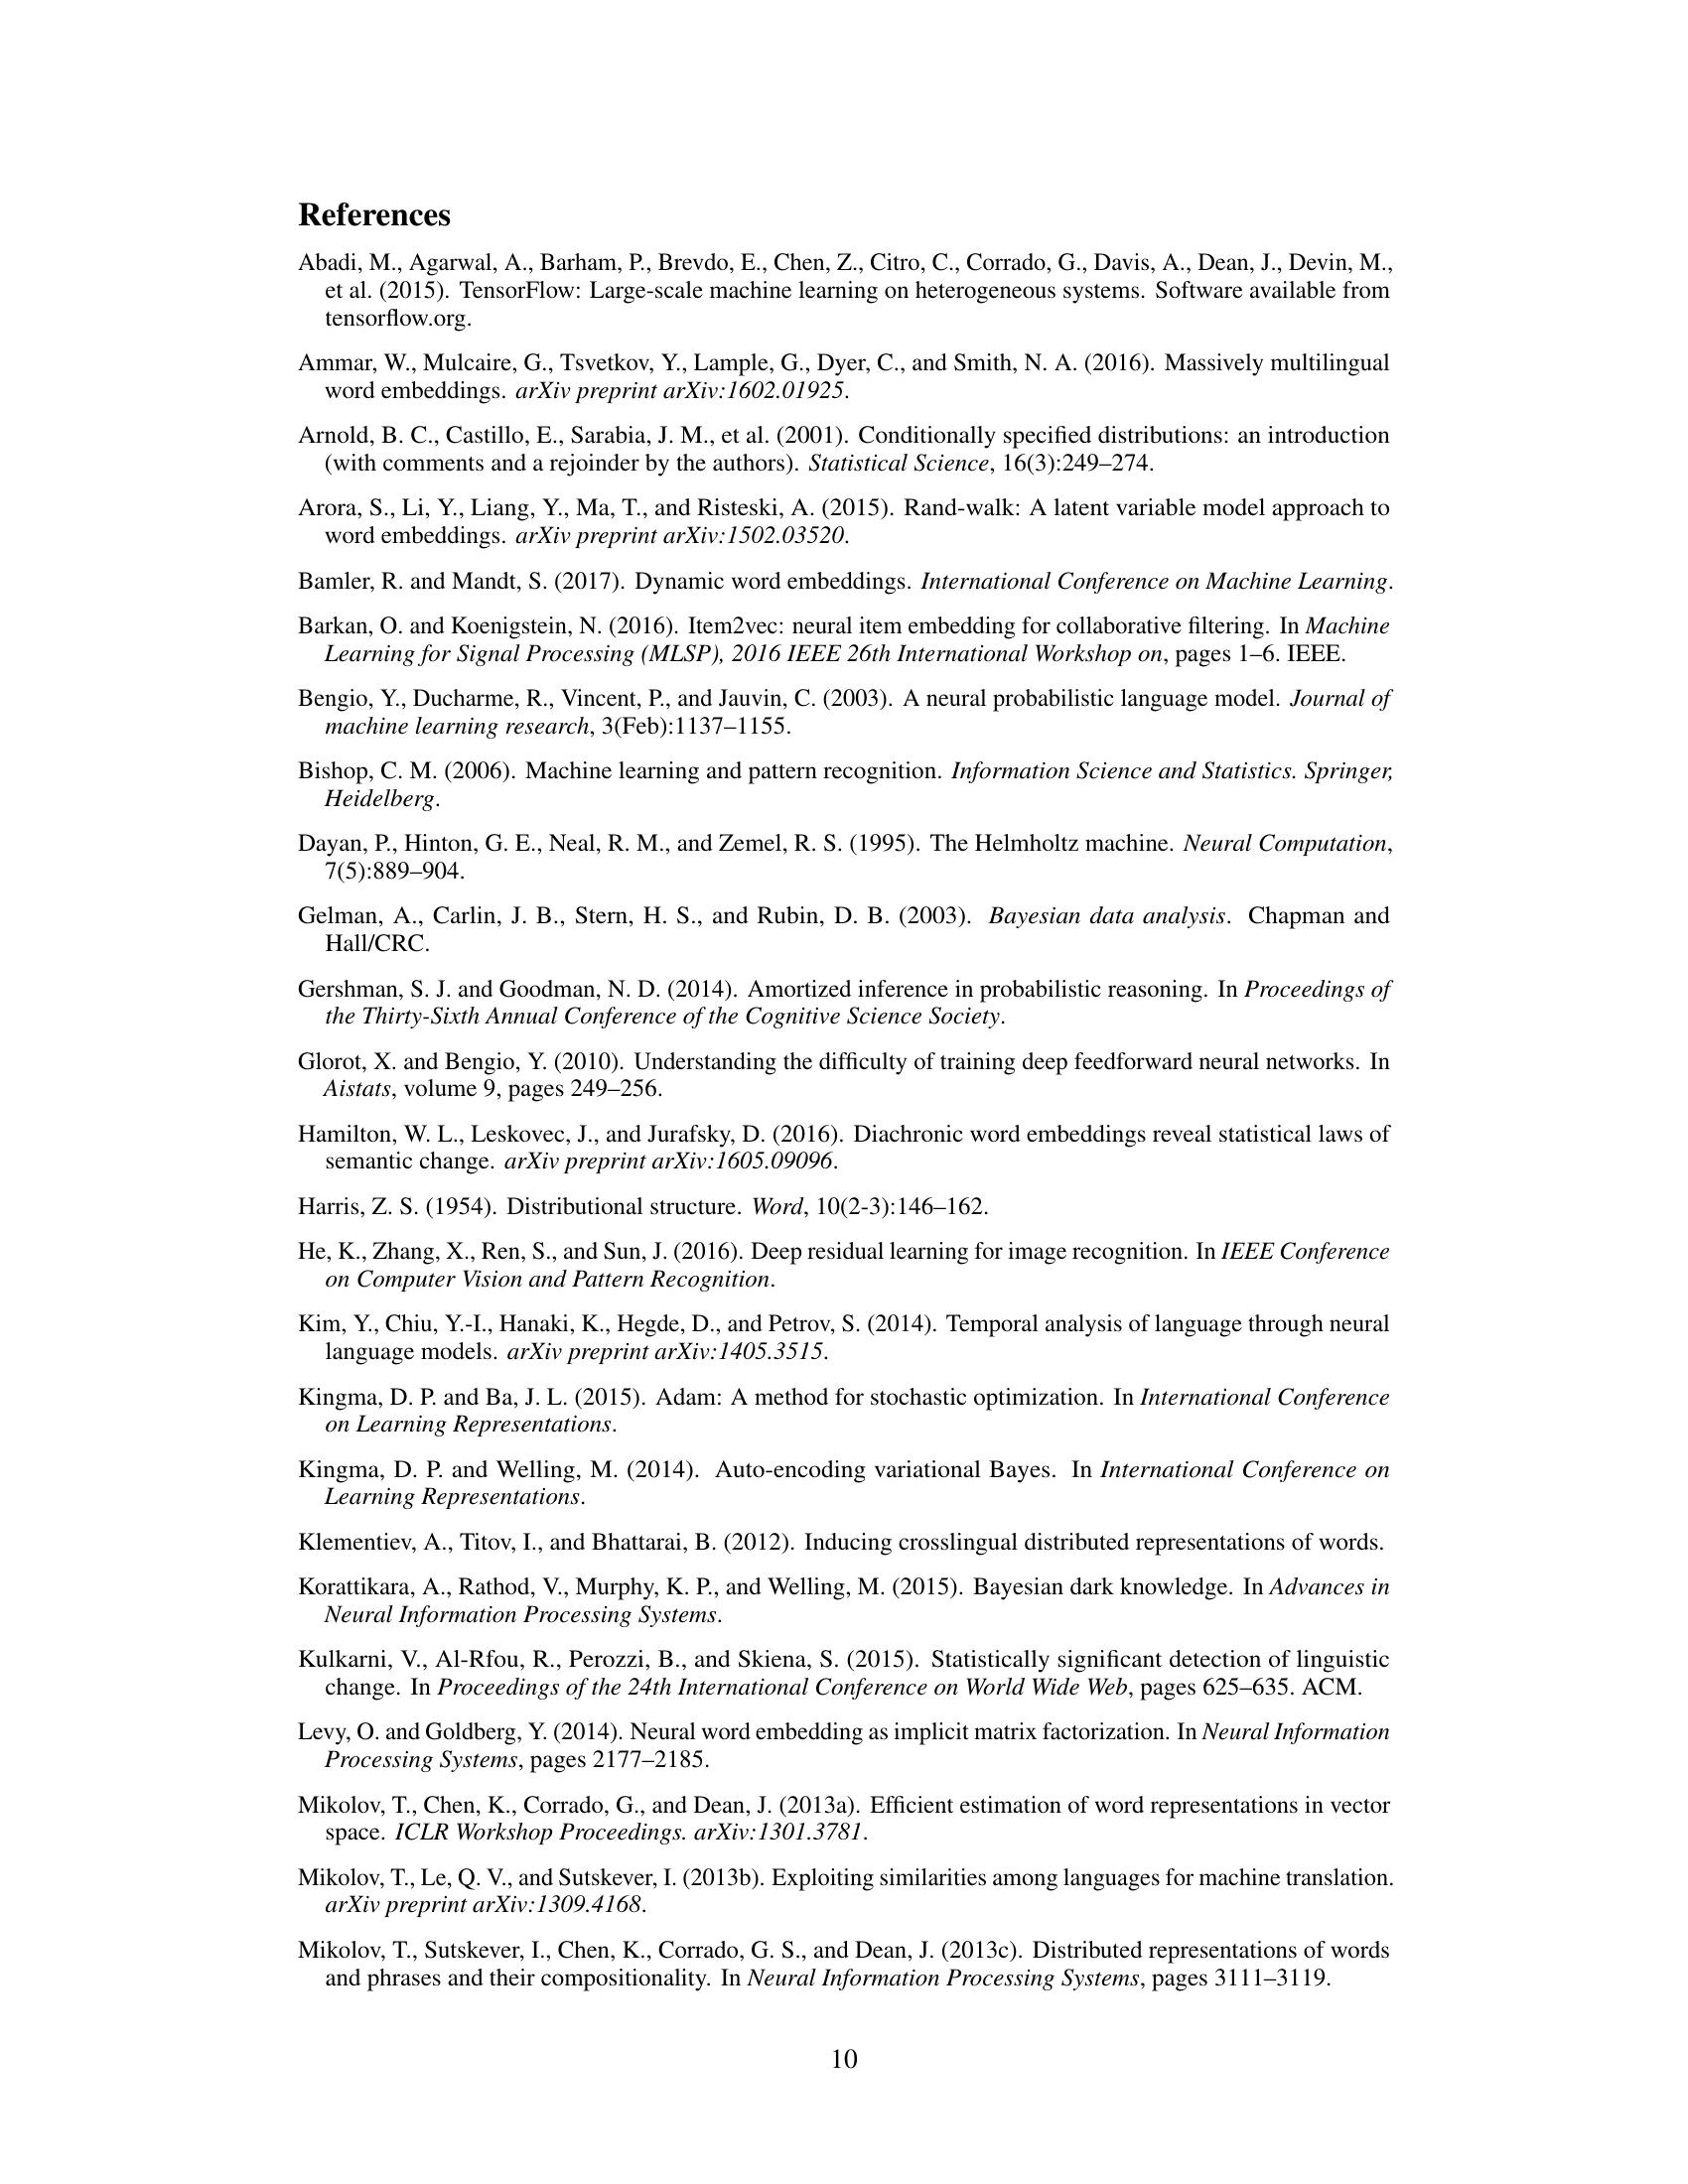 References
Abadi, M., Agarwal, A., Barham, P., Brevdo, E., Chen, Z., Citro, C., Corrado, G., Davis, A., Dean, J., Devin, M.,
et al. (2015). TensorFlow: Large-scale machine learning on heterogeneous systems. Software available from
tensorflow.org.
Ammar, W., Mulcaire, G., Tsvetkov, Y., Lample, G., Dyer, C., and Smith, N. A. (2016). Massively multilingual
word embeddings. arXiv preprint arXiv:1602.01925.
Arnold, B. C., Castillo, E., Sarabia, J. M., et al. (2001). Conditionally specified distributions: an introduction
(with comments and a rejoinder by the authors). Statistical Science, 16(3):249–274.
Arora, S., Li, Y., Liang, Y., Ma, T., and Risteski, A. (2015). Rand-walk: A latent variable model approach to
word embeddings. arXiv preprint arXiv:1502.03520.
Bamler, R. and Mandt, S. (2017). Dynamic word embeddings. International Conference on Machine Learning.
Barkan, O. and Koenigstein, N. (2016). Item2vec: neural item embedding for collaborative filtering. In Machine
Learning for Signal Processing (MLSP), 2016 IEEE 26th International Workshop on, pages 1–6. IEEE.
Bengio, Y., Ducharme, R., Vincent, P., and Jauvin, C. (2003). A neural probabilistic language model. Journal of
machine learning research, 3(Feb):1137–1155.
Bishop, C. M. (2006). Machine learning and pattern recognition. Information Science and Statistics. Springer,
Heidelberg.
Dayan, P., Hinton, G. E., Neal, R. M., and Zemel, R. S. (1995). The Helmholtz machine. Neural Computation,
7(5):889–904.
Gelman, A., Carlin, J. B., Stern, H. S., and Rubin, D. B. (2003). Bayesian data analysis. Chapman and
Hall/CRC.
Gershman, S. J. and Goodman, N. D. (2014). Amortized inference in probabilistic reasoning. In Proceedings of
the Thirty-Sixth Annual Conference of the Cognitive Science Society.
Glorot, X. and Bengio, Y. (2010). Understanding the difficulty of training deep feedforward neural networks. In
Aistats, volume 9, pages 249–256.
Hamilton, W. L., Leskovec, J., and Jurafsky, D. (2016). Diachronic word embeddings reveal statistical laws of
semantic change. arXiv preprint arXiv:1605.09096.
Harris, Z. S. (1954). Distributional structure. Word, 10(2-3):146–162.
He, K., Zhang, X., Ren, S., and Sun, J. (2016). Deep residual learning for image recognition. In IEEE Conference
on Computer Vision and Pattern Recognition.
Kim, Y., Chiu, Y.-I., Hanaki, K., Hegde, D., and Petrov, S. (2014). Temporal analysis of language through neural
language models. arXiv preprint arXiv:1405.3515.
Kingma, D. P. and Ba, J. L. (2015). Adam: A method for stochastic optimization. In International Conference
on Learning Representations.
Kingma, D. P. and Welling, M. (2014). Auto-encoding variational Bayes. In International Conference on
Learning Representations.
Klementiev, A., Titov, I., and Bhattarai, B. (2012). Inducing crosslingual distributed representations of words.
Korattikara, A., Rathod, V., Murphy, K. P., and Welling, M. (2015). Bayesian dark knowledge. In Advances in
Neural Information Processing Systems.
Kulkarni, V., Al-Rfou, R., Perozzi, B., and Skiena, S. (2015). Statistically significant detection of linguistic
change. In Proceedings of the 24th International Conference on World Wide Web, pages 625–635. ACM.
Levy, O. and Goldberg, Y. (2014). Neural word embedding as implicit matrix factorization. In Neural Information
Processing Systems, pages 2177–2185.
Mikolov, T., Chen, K., Corrado, G., and Dean, J. (2013a). Efficient estimation of word representations in vector
space. ICLR Workshop Proceedings. arXiv:1301.3781.
Mikolov, T., Le, Q. V., and Sutskever, I. (2013b). Exploiting similarities among languages for machine translation.
arXiv preprint arXiv:1309.4168.
Mikolov, T., Sutskever, I., Chen, K., Corrado, G. S., and Dean, J. (2013c). Distributed representations of words
and phrases and their compositionality. In Neural Information Processing Systems, pages 3111–3119.
10